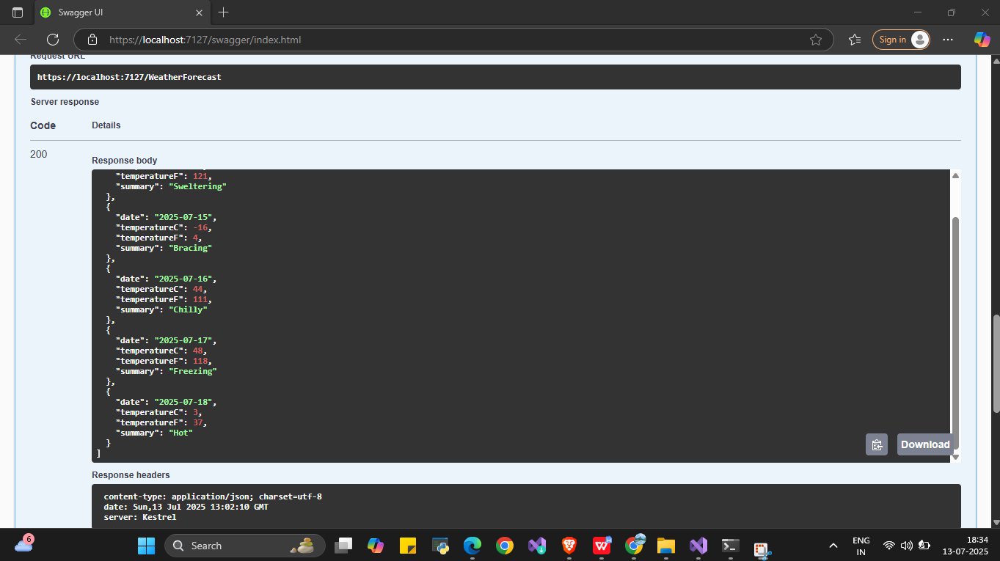 Swagger UI
https://localhost:7127/swagger/index.html
Sign in
Request URL
https://localhost:7127/WeatherForecast
Server response
Code
Details
200
Response body
"temperatureF": 121,
"summary": "Sweltering"
},
{
"date": "2025-07-15",
"temperatureC": -16,
"temperatureF": 4,
"summary": "Bracing"
},
{
"date": "2025-07-16",
"temperatureC": 44,
"temperatureF": 111,
"summary": "Chilly"
},
{
"date": "2025-07-17",
"temperatureC": 48,
"temperatureF": 118,
"summary": "Freezing"
},
{
"date": "2025-07-18",
"temperatureC": 3,
"temperatureF": 37,
"summary": "Hot"
}
]
Download
Response headers
content-type: application/json; charset=utf-8
date: Sun,13 Jul 2025 13:02:10 GMT
server: Kestrel
6
Search
ENG
IN
18:34
13-07-2025